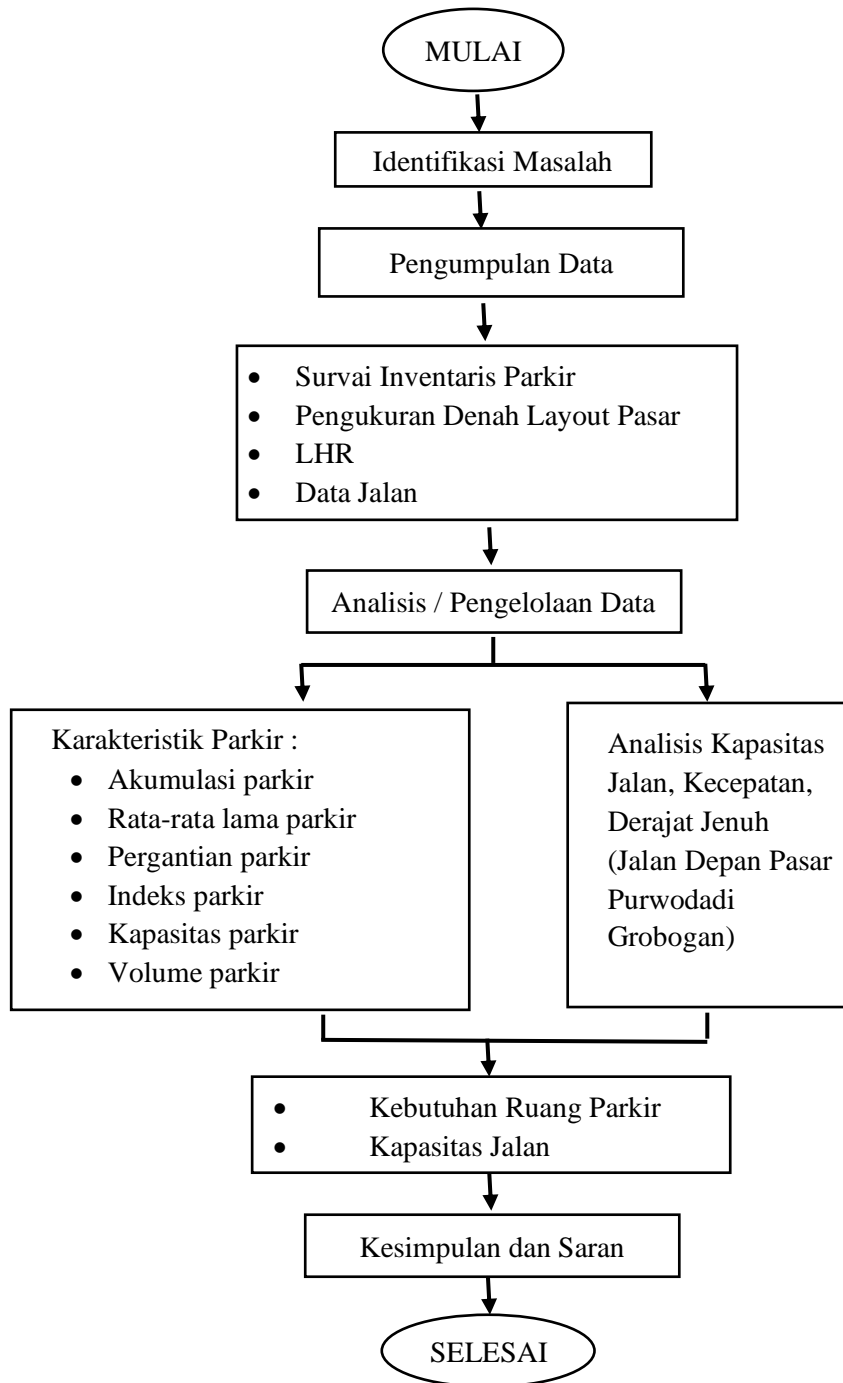 MULAI
Identifikasi Masalah
Pengumpulan Data
• Survai Inventaris Parkir
• Pengukuran Denah Layout Pasar
• LHR
• Data Jalan
Analisis / Pengelolaan Data
Karakteristik Parkir :
• Akumulasi parkir
• Rata-rata lama parkir
• Pergantian parkir
• Indeks parkir
• Kapasitas parkir
• Volume parkir
Analisis Kapasitas
Jalan, Kecepatan,
Derajat Jenuh
(Jalan Depan Pasar
Purwodadi
Grobogan)
• Kebutuhan Ruang Parkir
• Kapasitas Jalan
Kesimpulan dan Saran
SELESAI